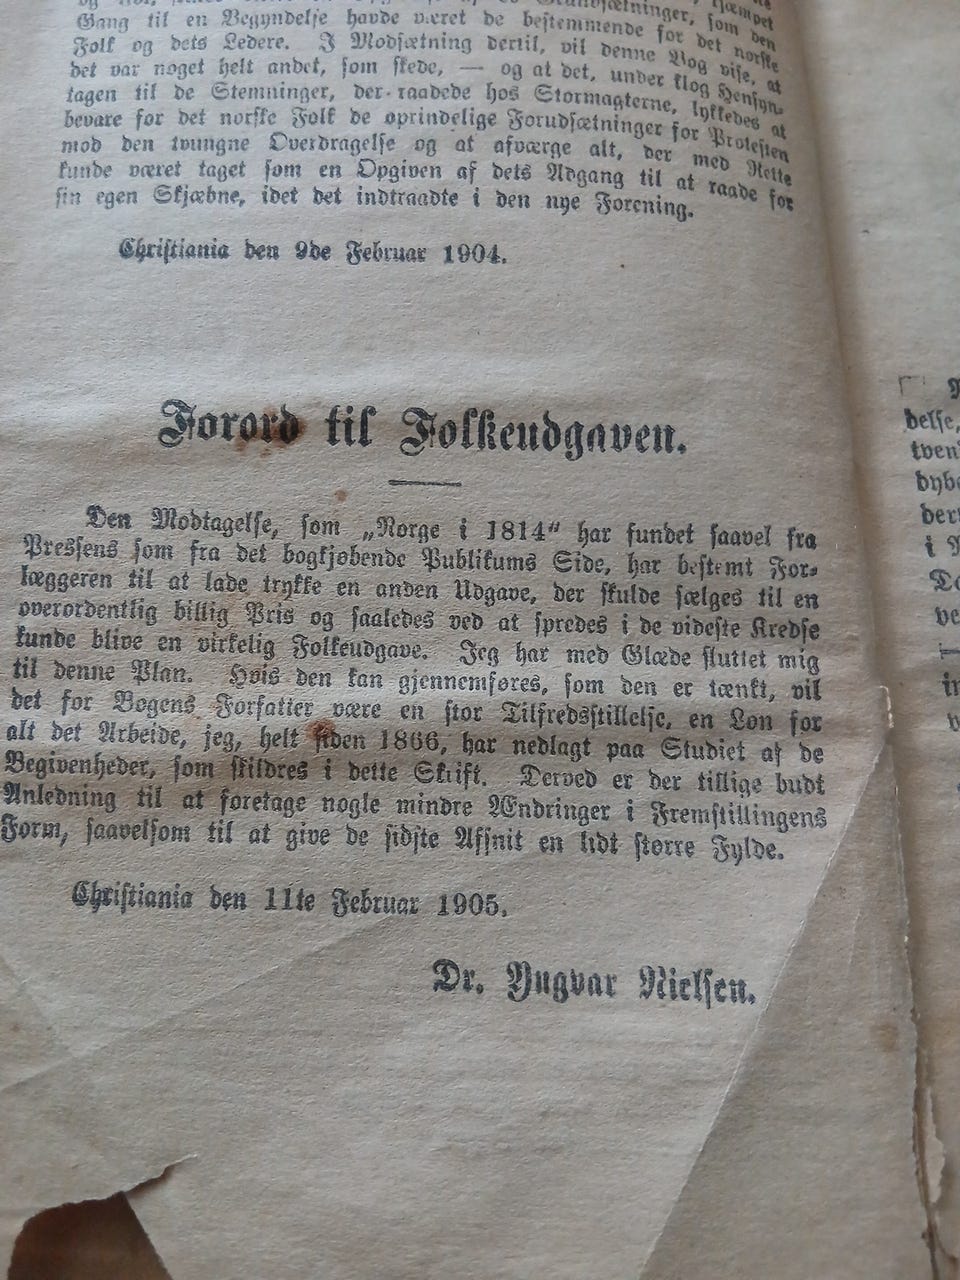 Gang til en Begyndelse havde været de bestemmende for det norske
Folk og dets Ledere. I Modsætning dertil, vil denne Bog vise, at
det var noget helt andet, som skede, — og at det, under klog Hensyn-
tagen til de Stemninger, der raadede hos Stormagterne, lykkedes at
bevare for det norske Folk de oprindelige Forudsætninger for Protesten
mod den tvungne Overdragelse og at afværge alt, der med Rette
kunde været taget som en Opgiven af dets Adgang til at raade for
sin egen Skjæbne, idet det indtraadte i den nye Forening.
Christiania den 9de Februar 1904.
Forord til Folkeudgaven.
Den Modtagelse, som „Norge i 1814“ har fundet saavel fra
Pressens som fra det bogkjøbende Publikums Side, har bestemt For-
læggeren til at lade trykke en anden Udgave, der skulde sælges til en
overordentlig billig Pris og saaledes ved at spredes i de videste Kredse
kunde blive en virkelig Folkeudgave. Jeg har med Glæde sluttet mig
til denne Plan. Hvis den kan gjennemføres, som den er tænkt, vil
det for Bogens Forfatter være en stor Tilfredsstillelse, en Løn for
alt det Arbeide, jeg, helt siden 1866, har nedlagt paa Studiet af de
Begivenheder, som skildres i dette Skrift. Derved er der tillige budt
Anledning til at foretage nogle mindre Ændringer i Fremstillingens
Form, saavelsom til at give de sidste Afsnit en lidt større Fylde.
Christiania den 11te Februar 1905.
Dr. Yngvar Nielsen.
delse,